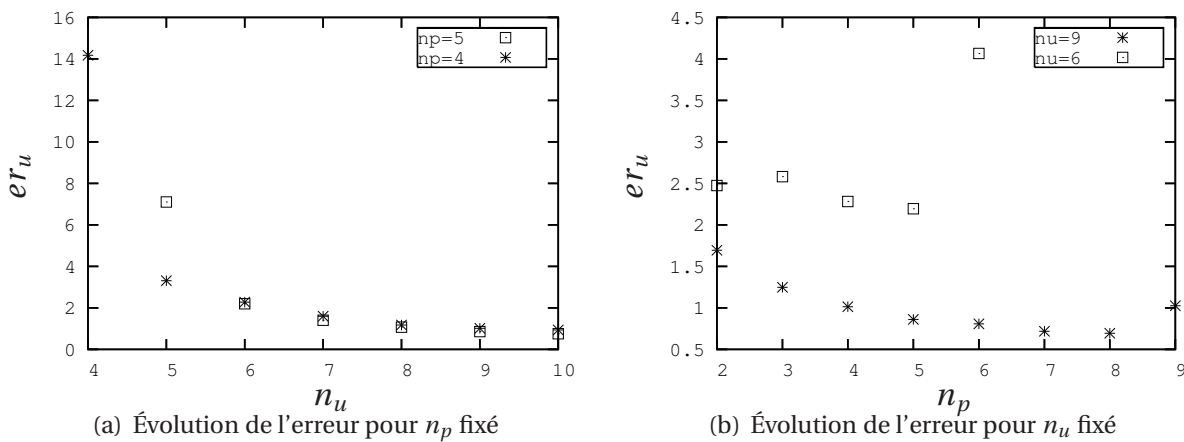 16
14
12
10
8
6
4
2
0
er_u
np=5
np=4
4 5 6 7 8 9 10
n_u
(a) Évolution de l'erreur pour n_p fixé
4.5
4
3.5
3
2.5
2
1.5
1
0.5
er_u
nu=9
nu=6
2 3 4 5 6 7 8 9
n_p
(b) Évolution de l'erreur pour n_u fixé